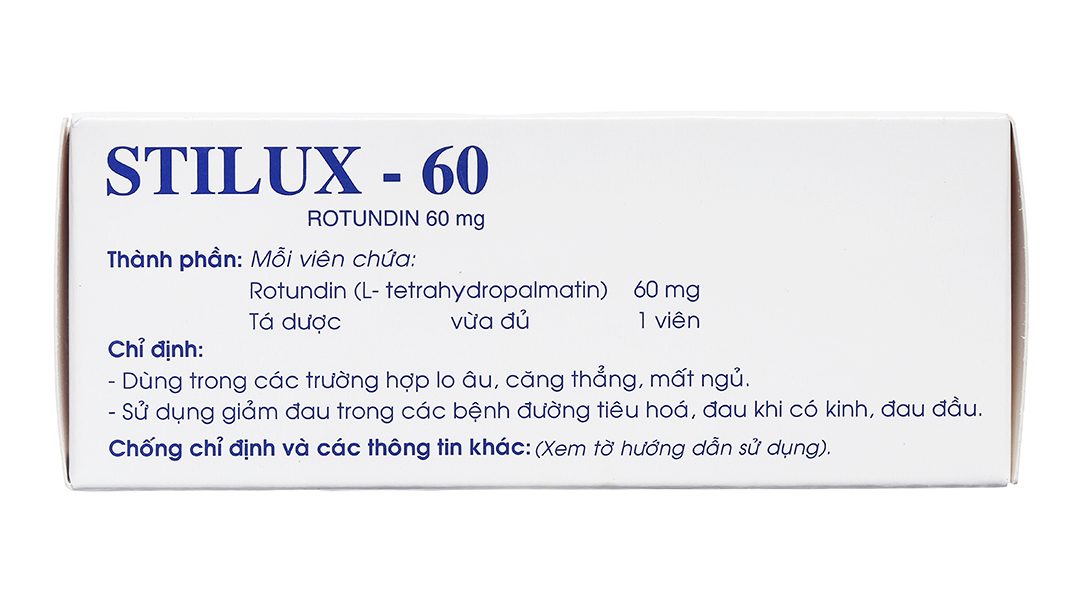 STILUX - 60
ROTUNDIN 60 mg
Thành phần: Mỗi viên chứa:
Rotundin (L- tetrahydropalmatin) 60 mg
Tá dược vừa đủ 1 viên
Chỉ định:
- Dùng trong các trường hợp lo âu, căng thẳng, mất ngủ.
- Sử dụng giảm đau trong các bệnh đường tiêu hoá, đau khi có kinh, đau đầu.
Chống chỉ định và các thông tin khác: (Xem tờ hướng dẫn sử dụng).